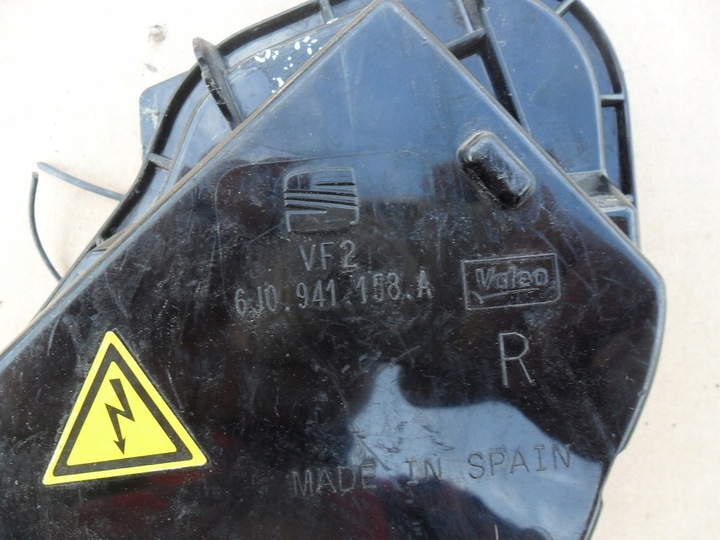 VF2
6J0.941.158.A
Valeo
R
MADE IN SPAIN